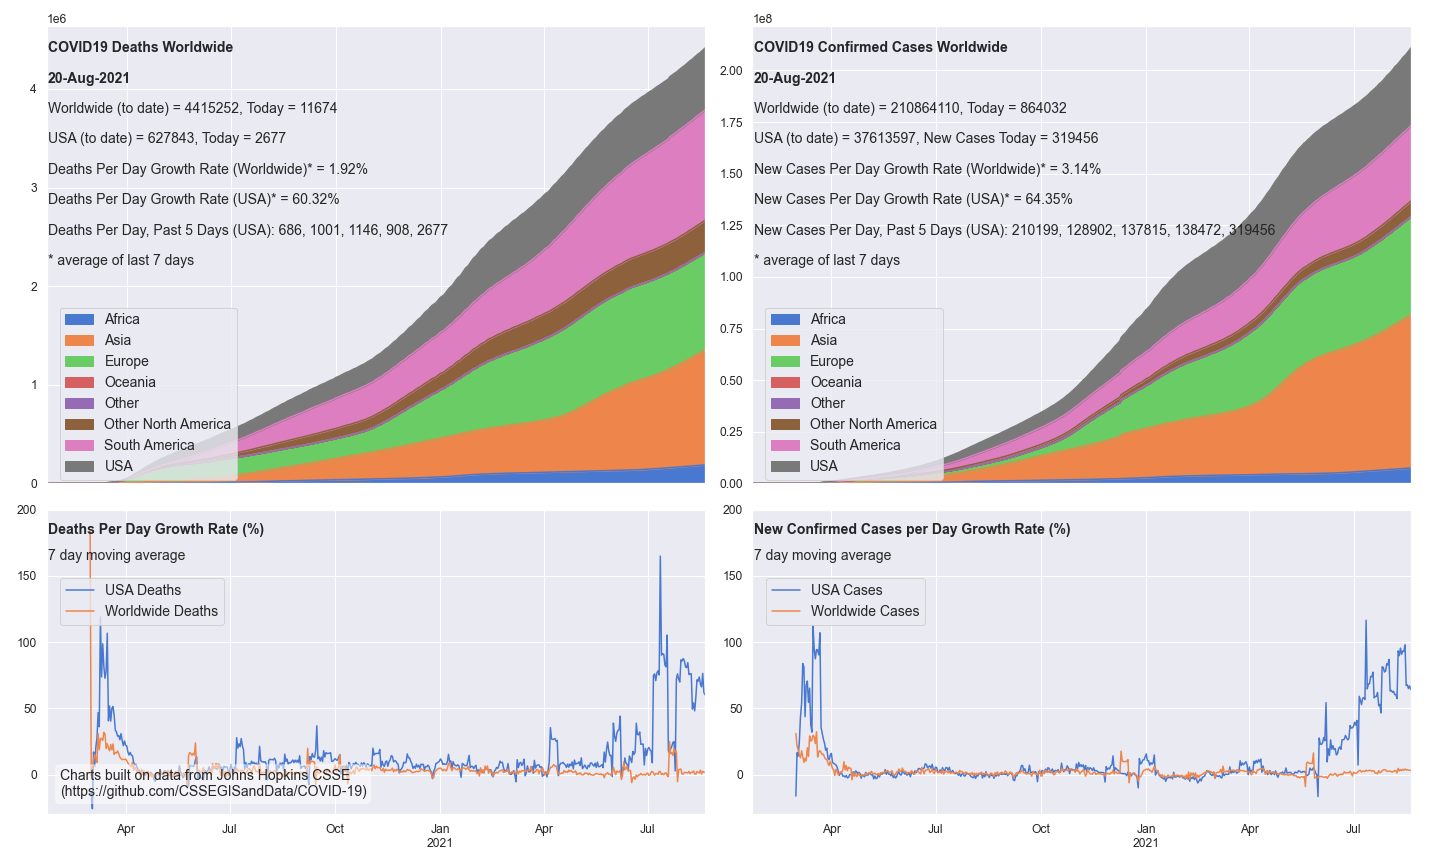 1e6
COVID19 Deaths Worldwide
20-Aug-2021
Worldwide (to date) = 4415252, Today = 11674
USA (to date) = 627843, Today = 2677
Deaths Per Day Growth Rate (Worldwide)* = 1.92%
Deaths Per Day Growth Rate (USA)* = 60.32%
Deaths Per Day, Past 5 Days (USA): 686, 1001, 1146, 908, 2677
* average of last 7 days
4
3
2
1
0
Africa
Asia
Europe
Oceania
Other
Other North America
South America
USA
1e8
COVID19 Confirmed Cases Worldwide
20-Aug-2021
Worldwide (to date) = 210864110, Today = 864032
USA (to date) = 37613597, New Cases Today = 319456
New Cases Per Day Growth Rate (Worldwide)* = 3.14%
New Cases Per Day Growth Rate (USA)* = 64.35%
New Cases Per Day, Past 5 Days (USA): 210199, 128902, 137815, 138472, 319456
* average of last 7 days
2.00
1.75
1.50
1.25
1.00
0.75
0.50
0.25
0.00
Africa
Asia
Europe
Oceania
Other
Other North America
South America
USA
Deaths Per Day Growth Rate (%)
7 day moving average
USA Deaths
Worldwide Deaths
200
150
100
50
0
Charts built on data from Johns Hopkins CSSE
(https://github.com/CSSEGISandData/COVID-19)
Apr
Jul
Oct
Jan
2021
Apr
Jul
New Confirmed Cases per Day Growth Rate (%)
7 day moving average
USA Cases
Worldwide Cases
200
150
100
50
0
Apr
Jul
Oct
Jan
2021
Apr
Jul